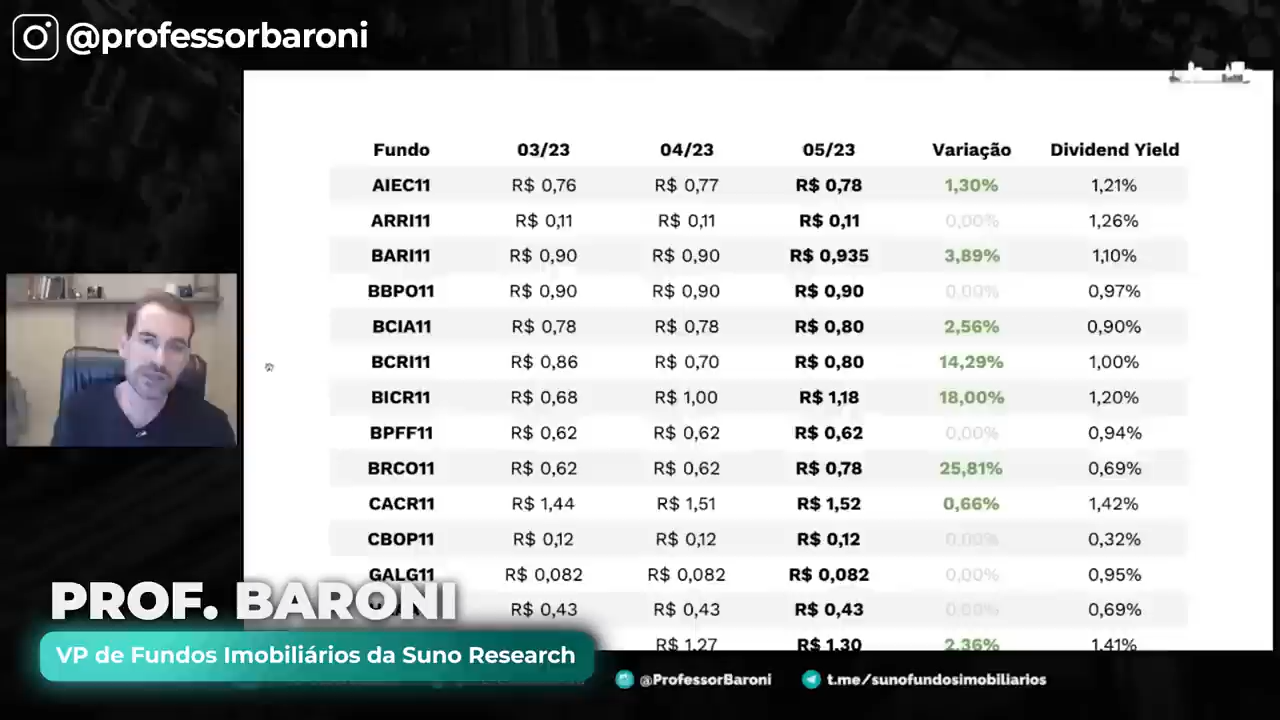 @professorbaroni
Fundo 03/23 04/23 05/23 Variação Dividend Yield
AIEC11 R$ 0,76 R$ 0,77 R$ 0,78 1,30% 1,21%
ARRI11 R$ 0,11 R$ 0,11 R$ 0,11 0,00% 1,26%
BARI11 R$ 0,90 R$ 0,90 R$ 0,935 3,89% 1,10%
BBPO11 R$ 0,90 R$ 0,90 R$ 0,90 0,00% 0,97%
BCIA11 R$ 0,78 R$ 0,78 R$ 0,80 2,56% 0,90%
BCRI11 R$ 0,86 R$ 0,70 R$ 0,80 14,29% 1,00%
BICR11 R$ 0,68 R$ 1,00 R$ 1,18 18,00% 1,20%
BPFF11 R$ 0,62 R$ 0,62 R$ 0,62 0,00% 0,94%
BRCO11 R$ 0,62 R$ 0,62 R$ 0,78 25,81% 0,69%
CACR11 R$ 1,44 R$ 1,51 R$ 1,52 0,66% 1,42%
CBOP11 R$ 0,12 R$ 0,12 R$ 0,12 0,00% 0,32%
GALG11 R$ 0,082 R$ 0,082 R$ 0,082 0,00% 0,95%
R$ 0,43 R$ 0,43 R$ 0,43 0,00% 0,69%
R$ 1,27 R$ 1,30 2,36% 1,41%
PROF. BARONI
VP de Fundos Imobiliários da Suno Research
@ProfessorBaroni t.me/sunofundosimobiliarios